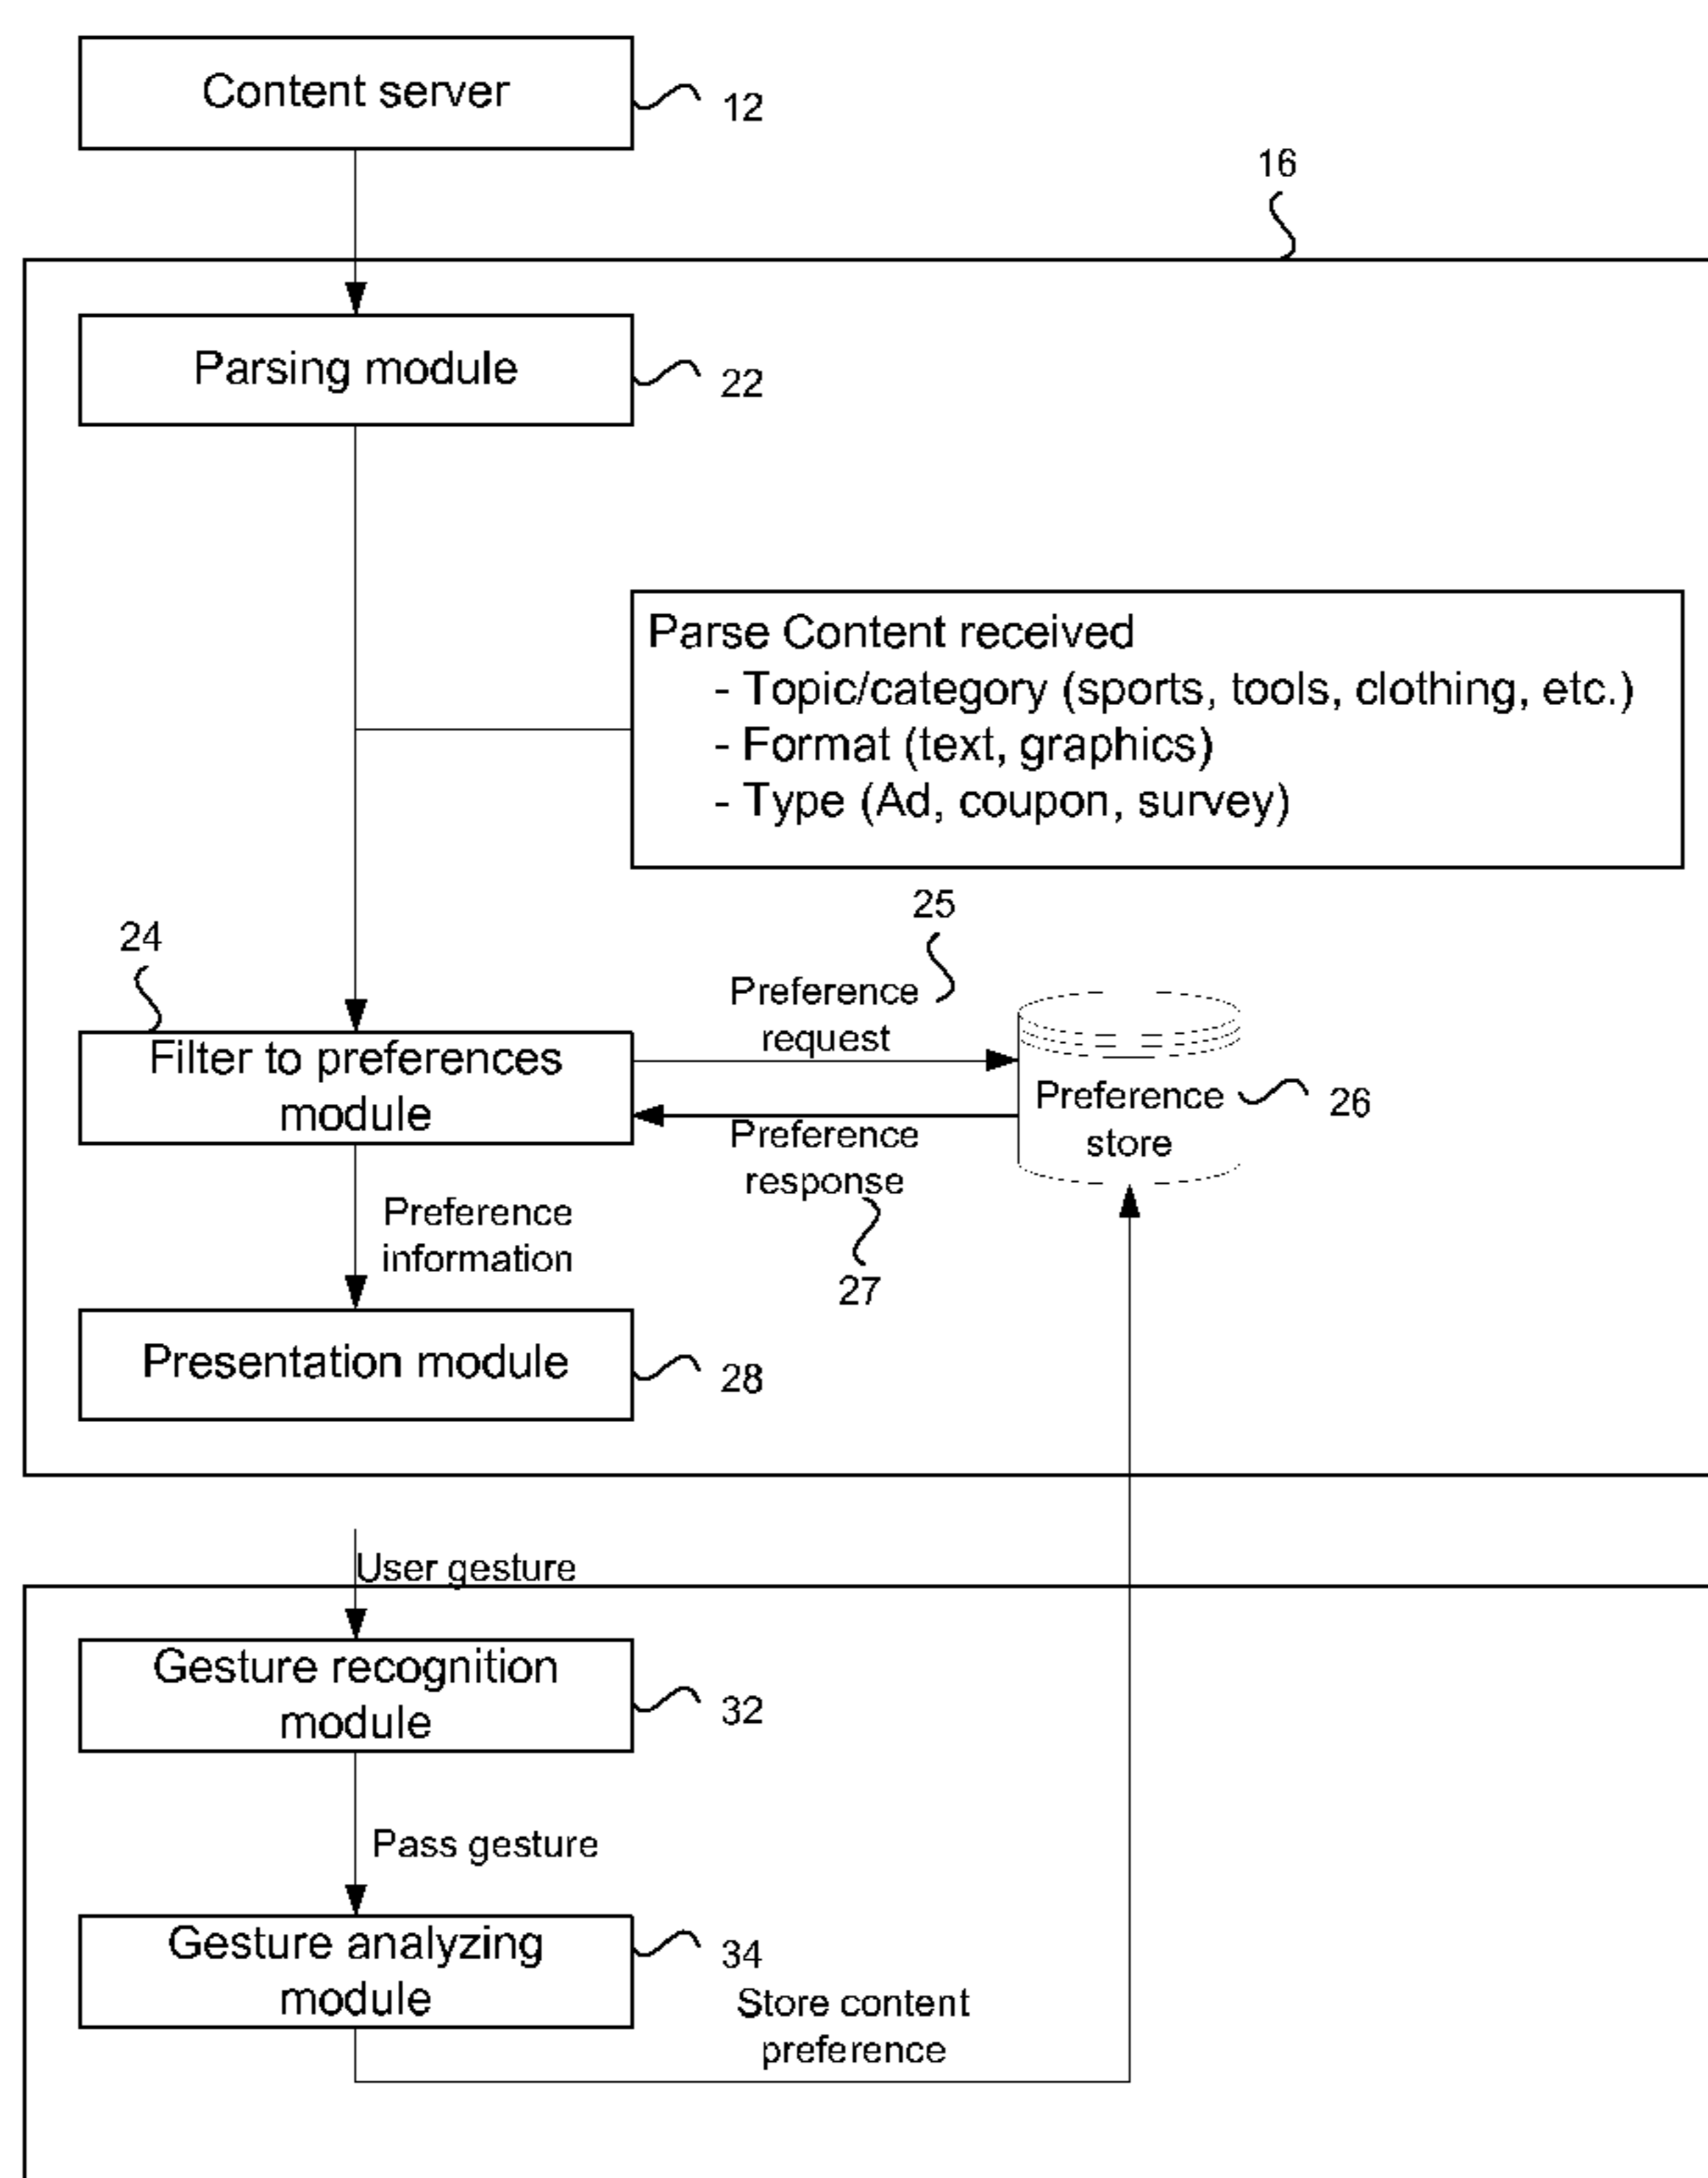 Content server
12
16
Parsing module
22
Parse Content received
- Topic/category (sports, tools, clothing, etc.)
- Format (text, graphics)
- Type (Ad, coupon, survey)
25
24
Preference
request
Filter to preferences
module
Preference
store
26
Preference
response
Preference
information
27
Presentation module
28
User gesture
Gesture recognition
module
32
Pass gesture
Gesture analyzing
module
34
Store content
preference